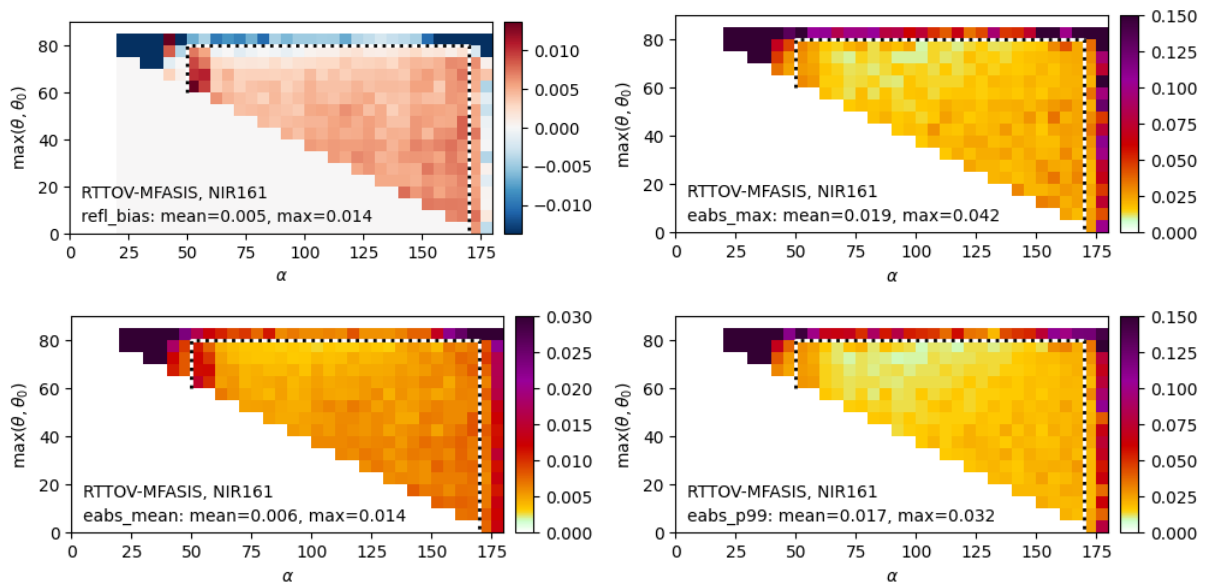 80
60
40
20
0
max(θ, θ₀)
RTTOV-MFASIS, NIR161
refl_bias: mean=0.005, max=0.014
0 25 50 75 100 125 150 175
α
0.010
0.005
0.000
−0.005
−0.010
80
60
40
20
0
max(θ, θ₀)
RTTOV-MFASIS, NIR161
eabs_max: mean=0.019, max=0.042
0 25 50 75 100 125 150 175
α
0.150
0.125
0.100
0.075
0.050
0.025
0.000
80
60
40
20
0
max(θ, θ₀)
RTTOV-MFASIS, NIR161
eabs_mean: mean=0.006, max=0.014
0 25 50 75 100 125 150 175
α
0.030
0.025
0.020
0.015
0.010
0.005
0.000
80
60
40
20
0
max(θ, θ₀)
RTTOV-MFASIS, NIR161
eabs_p99: mean=0.017, max=0.032
0 25 50 75 100 125 150 175
α
0.150
0.125
0.100
0.075
0.050
0.025
0.000